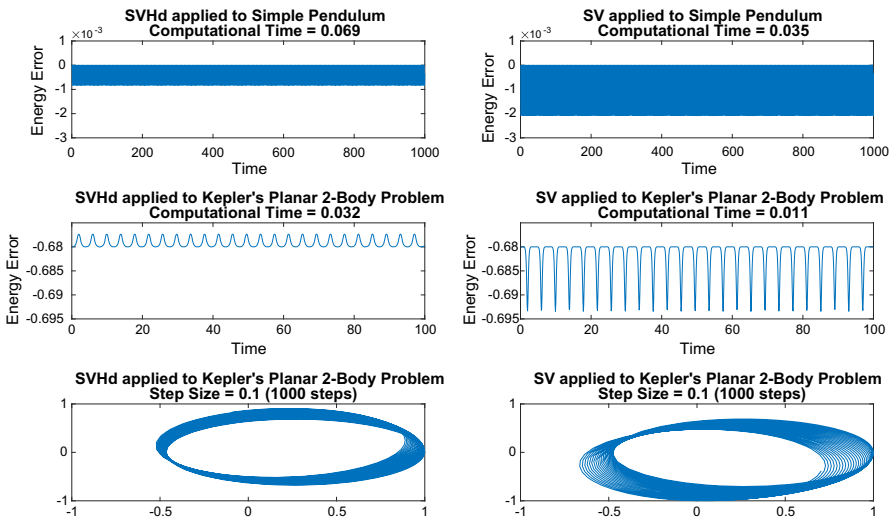 SVHd applied to Simple Pendulum
Computational Time = 0.069
×10⁻³
1
0
-1
-2
-3
Energy Error
0 200 400 600 800 1000
Time
SV applied to Simple Pendulum
Computational Time = 0.035
×10⁻³
1
0
-1
-2
-3
Energy Error
0 200 400 600 800 1000
Time
SVHd applied to Kepler's Planar 2-Body Problem
Computational Time = 0.032
-0.68
-0.685
-0.69
-0.695
Energy Error
0 20 40 60 80 100
Time
SV applied to Kepler's Planar 2-Body Problem
Computational Time = 0.011
-0.68
-0.685
-0.69
-0.695
Energy Error
0 20 40 60 80 100
Time
SVHd applied to Kepler's Planar 2-Body Problem
Step Size = 0.1 (1000 steps)
1
0
-1
-1 -0.5 0 0.5 1
SV applied to Kepler's Planar 2-Body Problem
Step Size = 0.1 (1000 steps)
1
0
-1
-1 -0.5 0 0.5 1